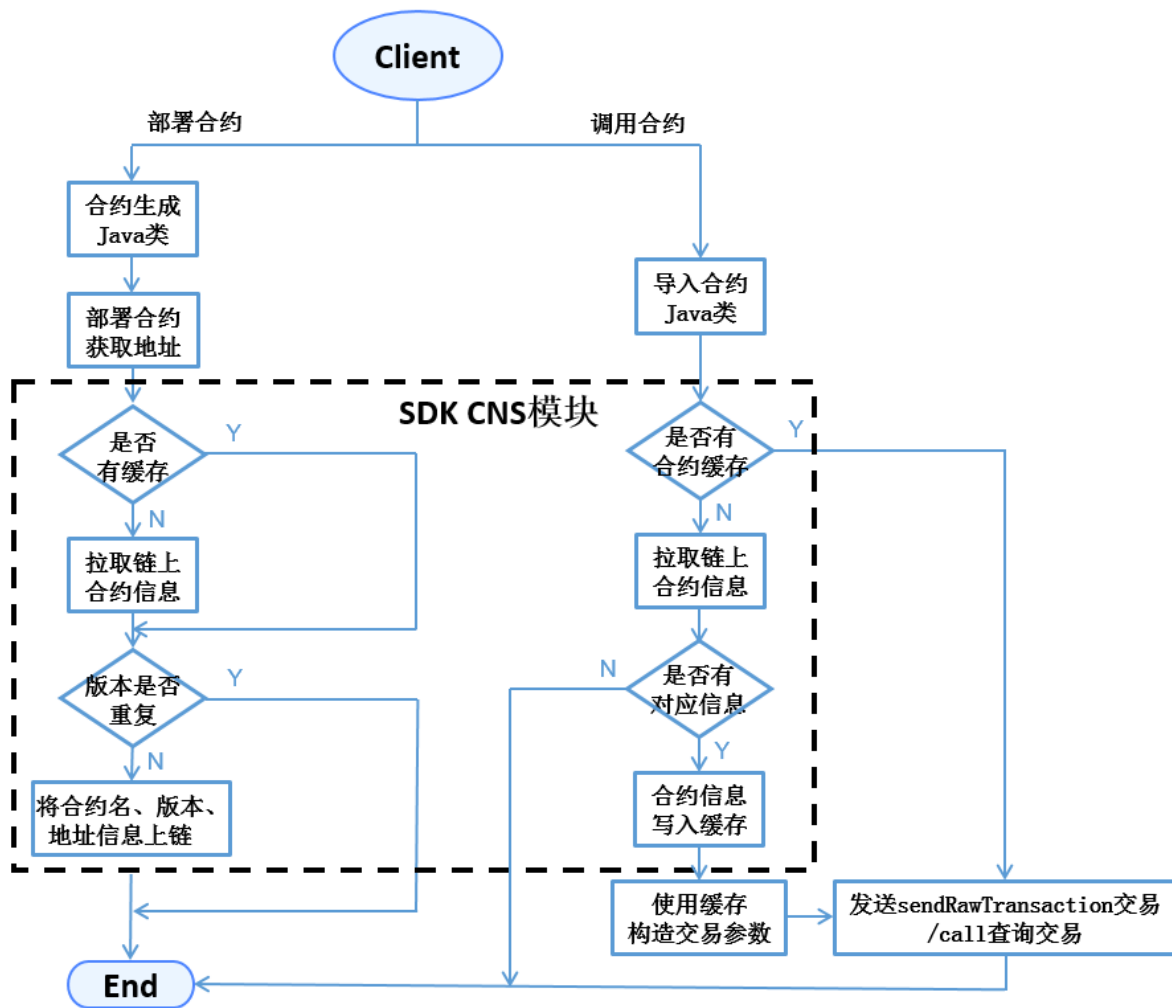 Client
部署合约
调用合约
合约生成
Java类
部署合约
获取地址
导入合约
Java类
SDK CNS模块
是否
有缓存
Y
N
拉取链上
合约信息
版本是否
重复
Y
N
将合约名、版本、
地址信息上链
是否有
合约缓存
Y
N
拉取链上
合约信息
是否有
对应信息
N
Y
合约信息
写入缓存
使用缓存
构造交易参数
发送sendRawTransaction交易
/call查询交易
End